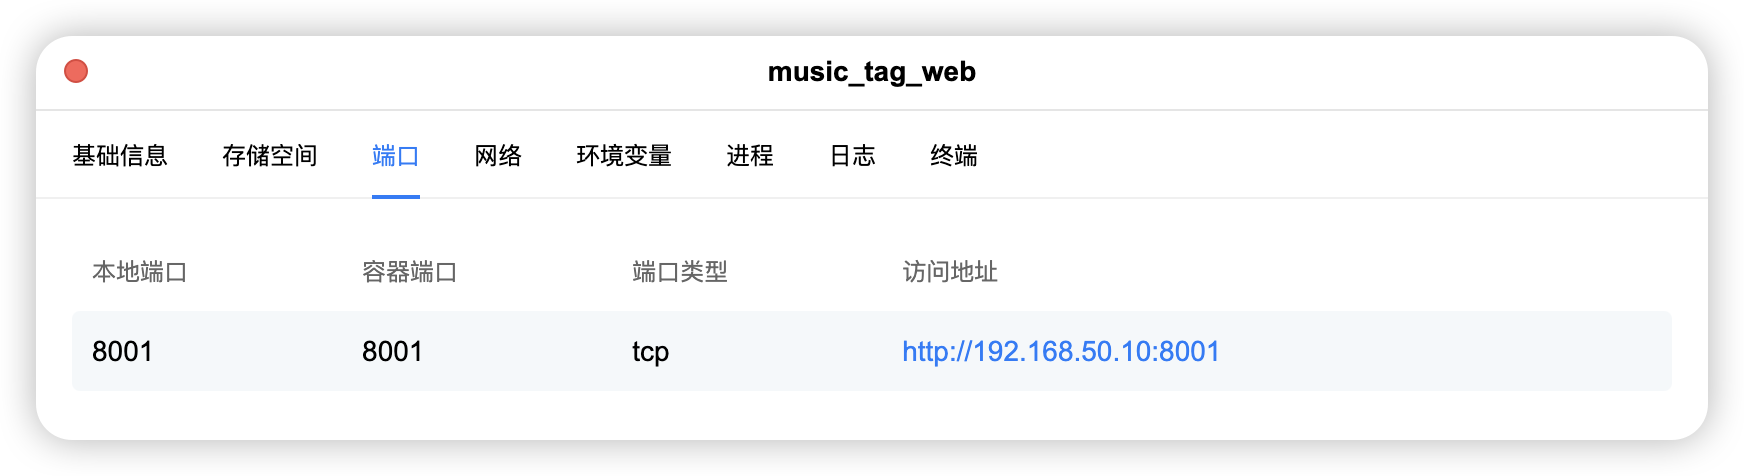 music_tag_web
基础信息 存储空间 端口 网络 环境变量 进程 日志 终端
本地端口 容器端口 端口类型 访问地址
8001 8001 tcp http://192.168.50.10:8001